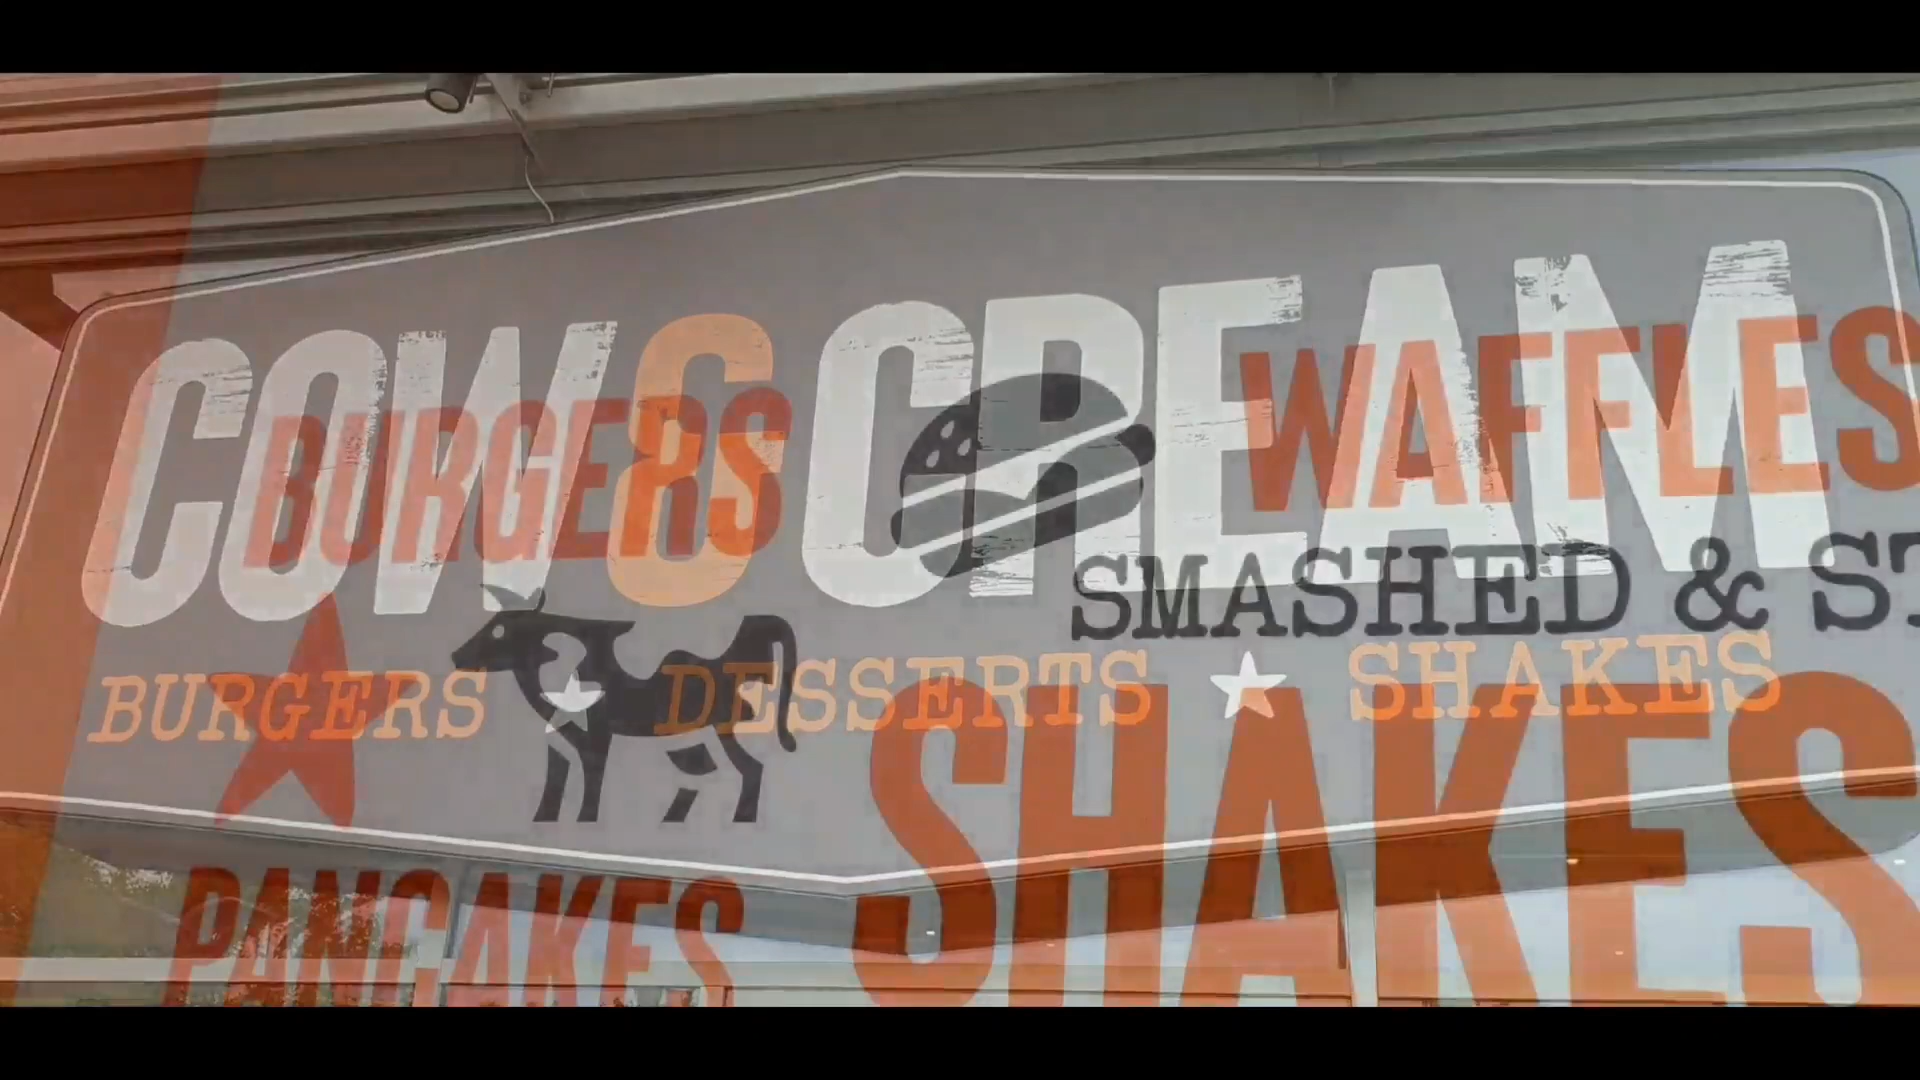 COW & CREAM
BURGERS ★ DESSERTS ★ SHAKES
BURGERS
WAFFLES
SMASHED & ST
SHAKES
PANCAKES